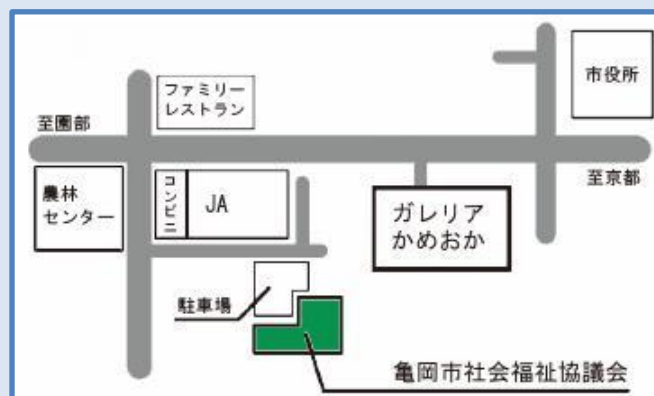 市役所
ファミリー
レストラン
至園部
至京都
農林
センター
コンビニ
JA
ガレリア
かめおか
駐車場
亀岡市社会福祉協議会